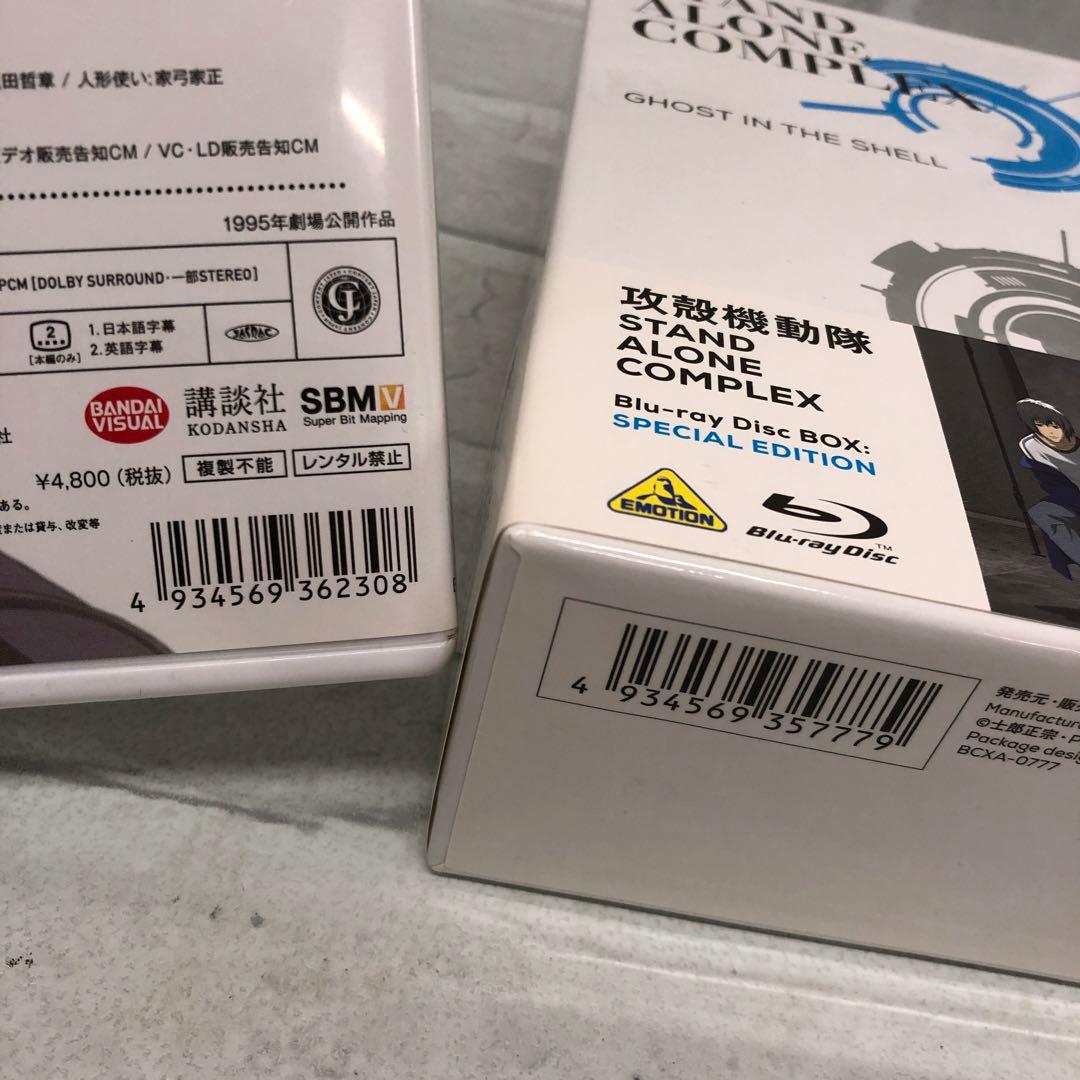 田哲章 / 人形使い:家弓家正
デオ販売告知CM / VC・LD販売告知CM
1995年劇場公開作品
PCM [DOLBY SURROUND・一部STEREO]
2
[本編のみ]
1.日本語字幕
2.英語字幕
JASRAC
BANDAI
VISUAL
講談社
KODANSHA
SBM V
Super Bit Mapping
社
¥4,800 (税抜)
複製不能
レンタル禁止
ある。
または貸与、改変等
4 934569 362308
STAND
ALONE
COMPLEX
GHOST IN THE SHELL
攻殻機動隊
STAND
ALONE
COMPLEX
Blu-ray Disc BOX:
SPECIAL EDITION
EMOTION
Blu-ray Disc
TM
4 934569 357779
発売元・販
Manufactur
©士郎正宗・P
Package desig
BCXA-0777